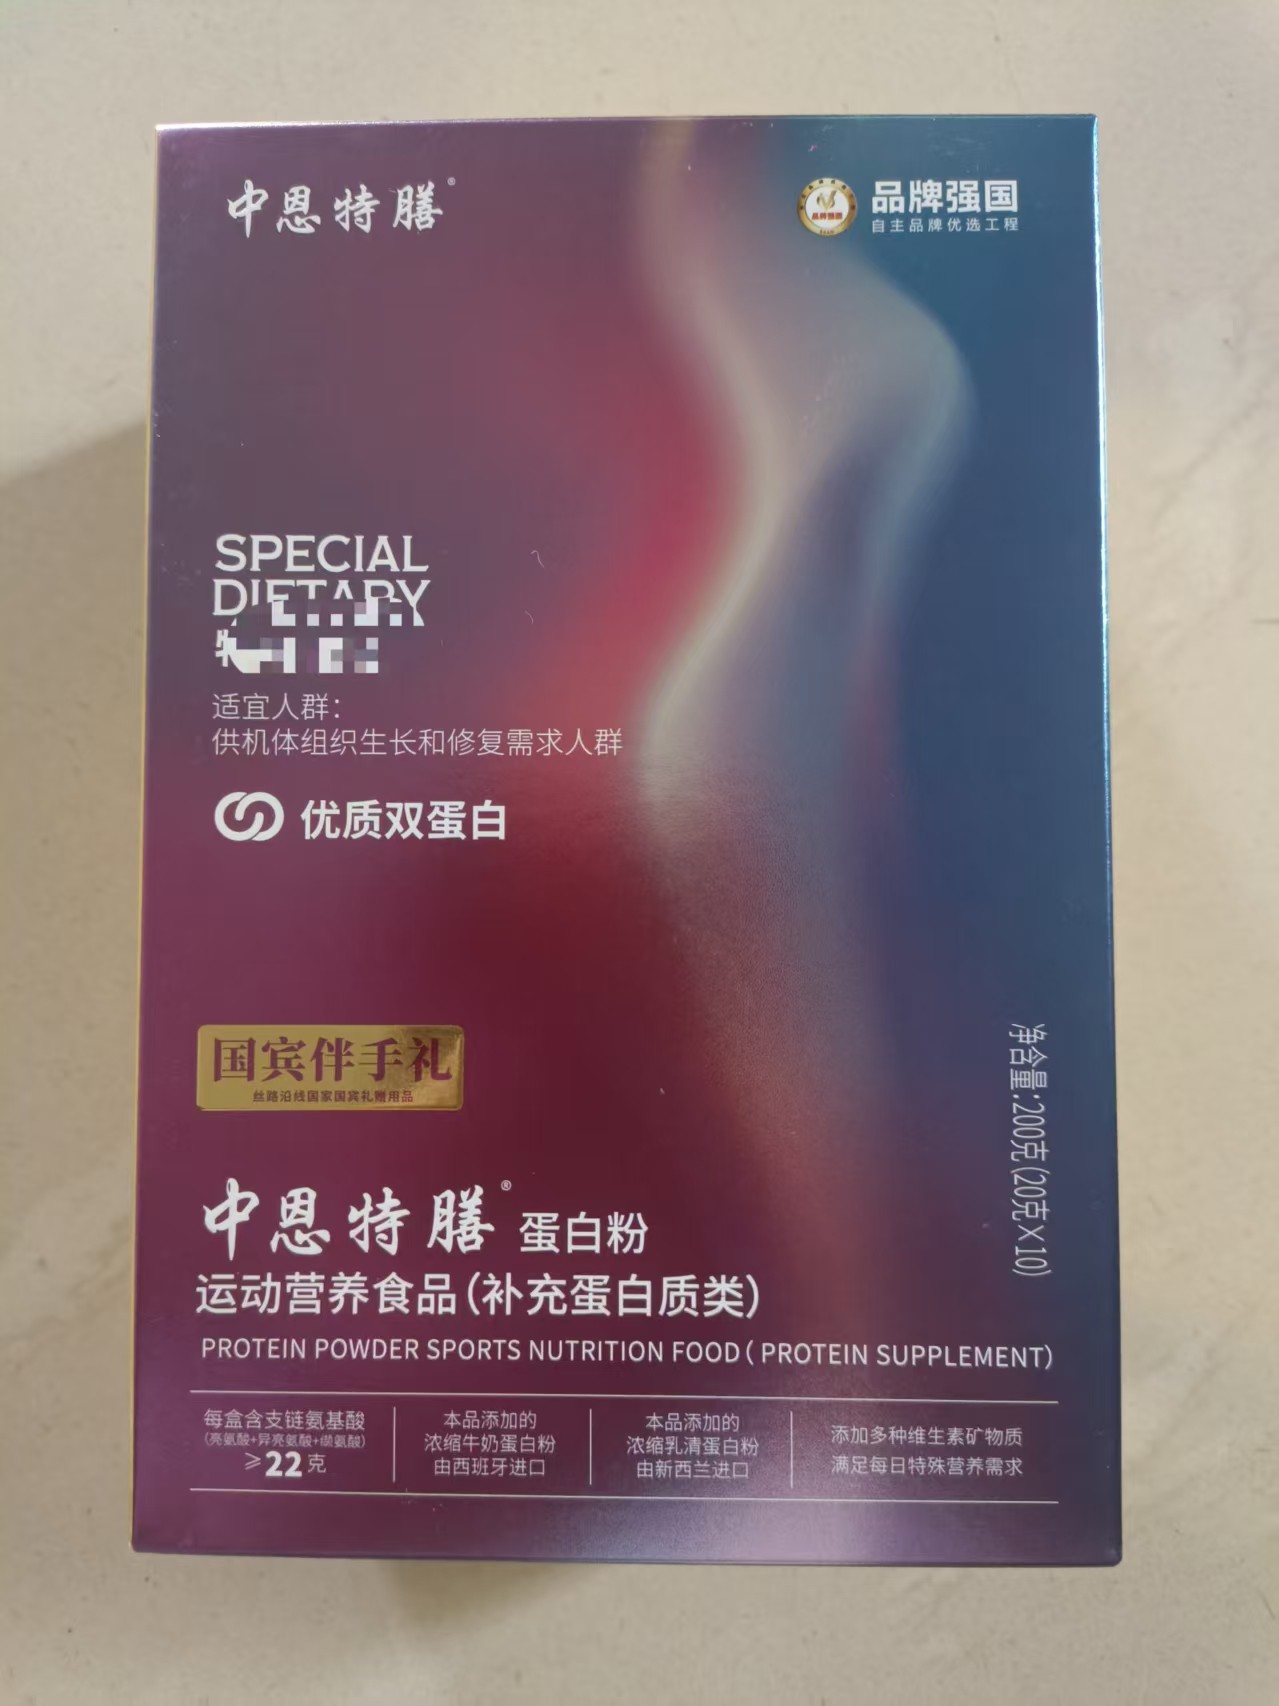 中恩特膳®
品牌强国
自主品牌优选工程
SPECIAL
DIETARY
适宜人群：
供机体组织生长和修复需求人群
优质双蛋白
国宾伴手礼
丝路沿线国家国宾礼赠用品
净含量:200克(20克×10)
中恩特膳® 蛋白粉
运动营养食品(补充蛋白质类)
PROTEIN POWDER SPORTS NUTRITION FOOD ( PROTEIN SUPPLEMENT)
每盒含支链氨基酸
(亮氨酸+异亮氨酸+缬氨酸)
≥22克
本品添加的
浓缩牛奶蛋白粉
由西班牙进口
本品添加的
浓缩乳清蛋白粉
由新西兰进口
添加多种维生素矿物质
满足每日特殊营养需求